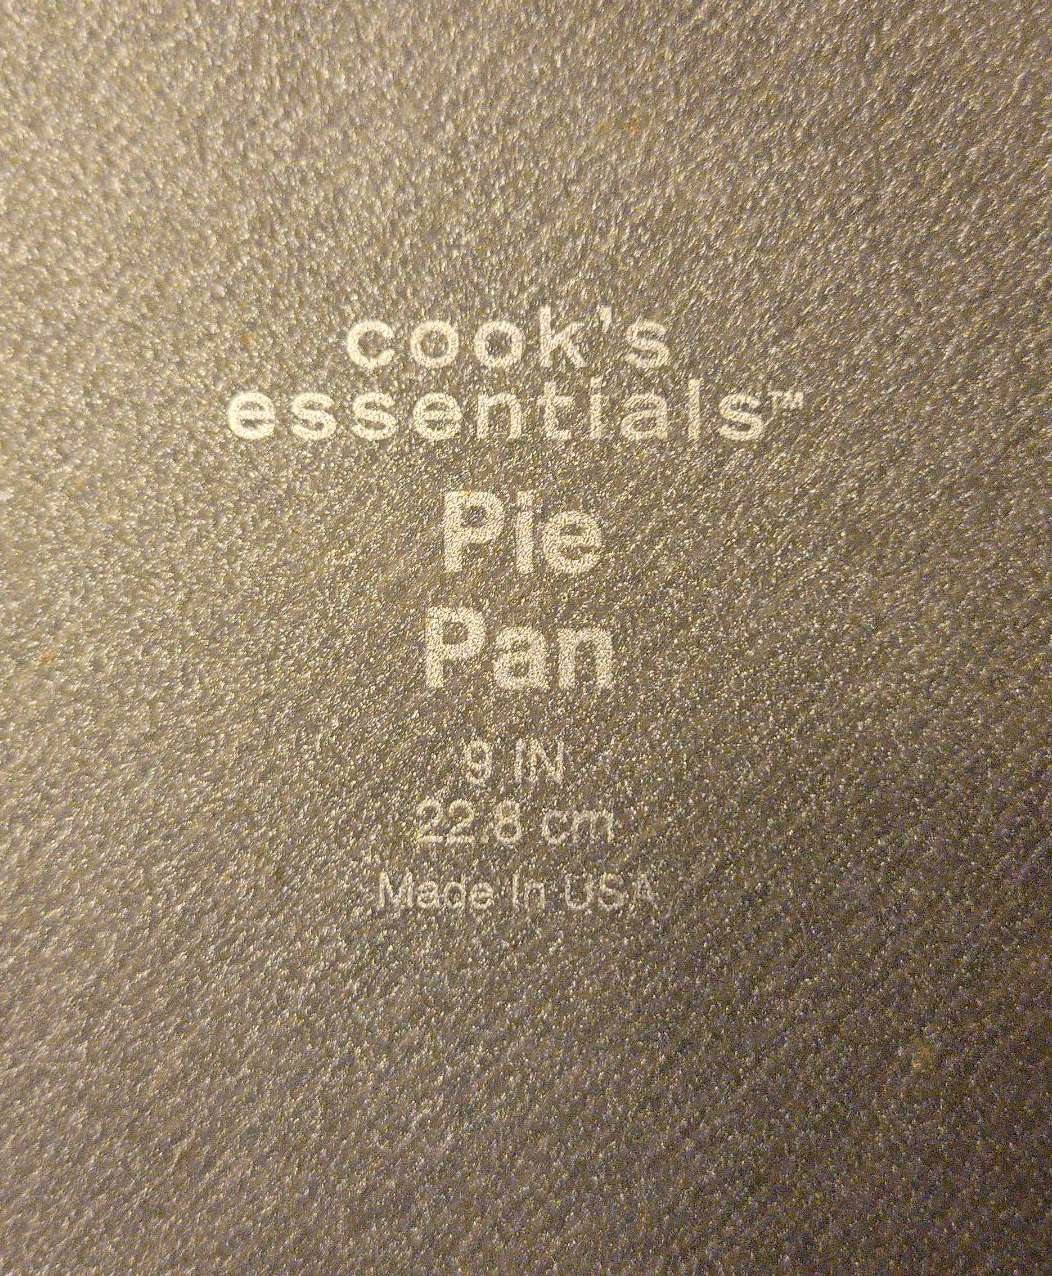 cook's
essentials™
Pie
Pan
9 IN
22.8 cm
Made In USA